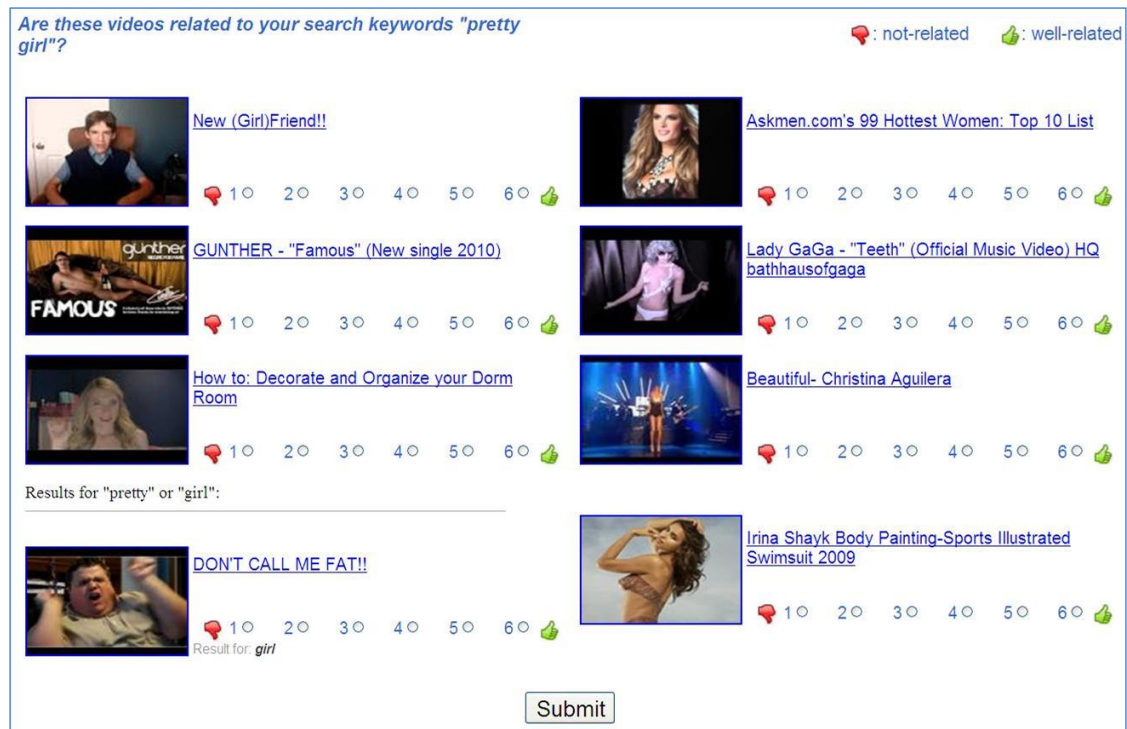 Are these videos related to your search keywords "pretty
girl"?
: not-related : well-related
New (Girl)Friend!!
1 2 3 4 5 6
GUNTHER - "Famous" (New single 2010)
gunther
FAMOUS
1 2 3 4 5 6
How to: Decorate and Organize your Dorm
Room
1 2 3 4 5 6
Results for "pretty" or "girl":
DON'T CALL ME FAT!!
1 2 3 4 5 6
Result for: girl
Askmen.com's 99 Hottest Women: Top 10 List
1 2 3 4 5 6
Lady GaGa - "Teeth" (Official Music Video) HQ
bathhausofgaga
1 2 3 4 5 6
Beautiful- Christina Aguilera
1 2 3 4 5 6
Irina Shayk Body Painting-Sports Illustrated
Swimsuit 2009
1 2 3 4 5 6
Submit